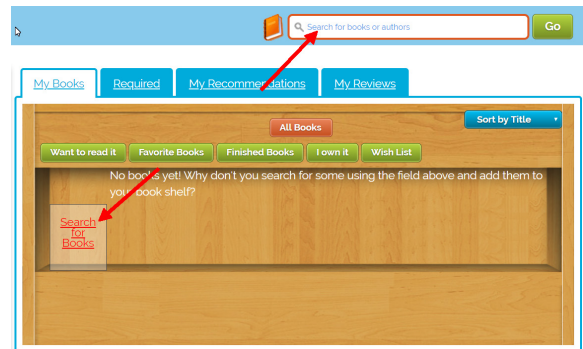 Search for books or authors
Go
My Books
Required
My Recommendations
My Reviews
All Books
Sort by Title
Want to read it
Favorite Books
Finished Books
I own it
Wish List
No books yet! Why don't you search for some using the field above and add them to
your book shelf?
Search
for
Books